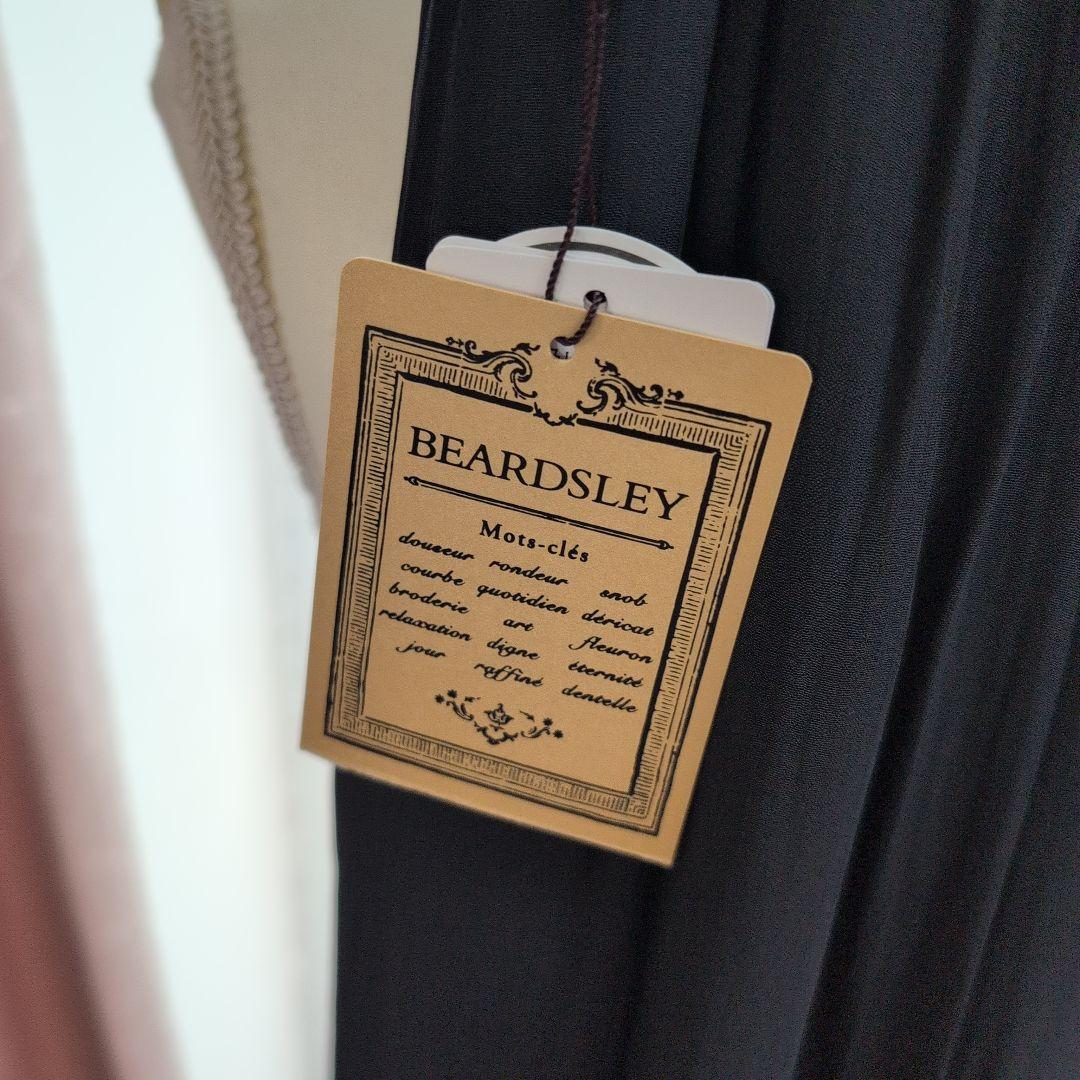 BEARDSLEY
Mots-clés
douceur rondeur snob
courbe quotidien déricat
broderie art fleuron
relaxation digne éternité
jour raffiné dentelle